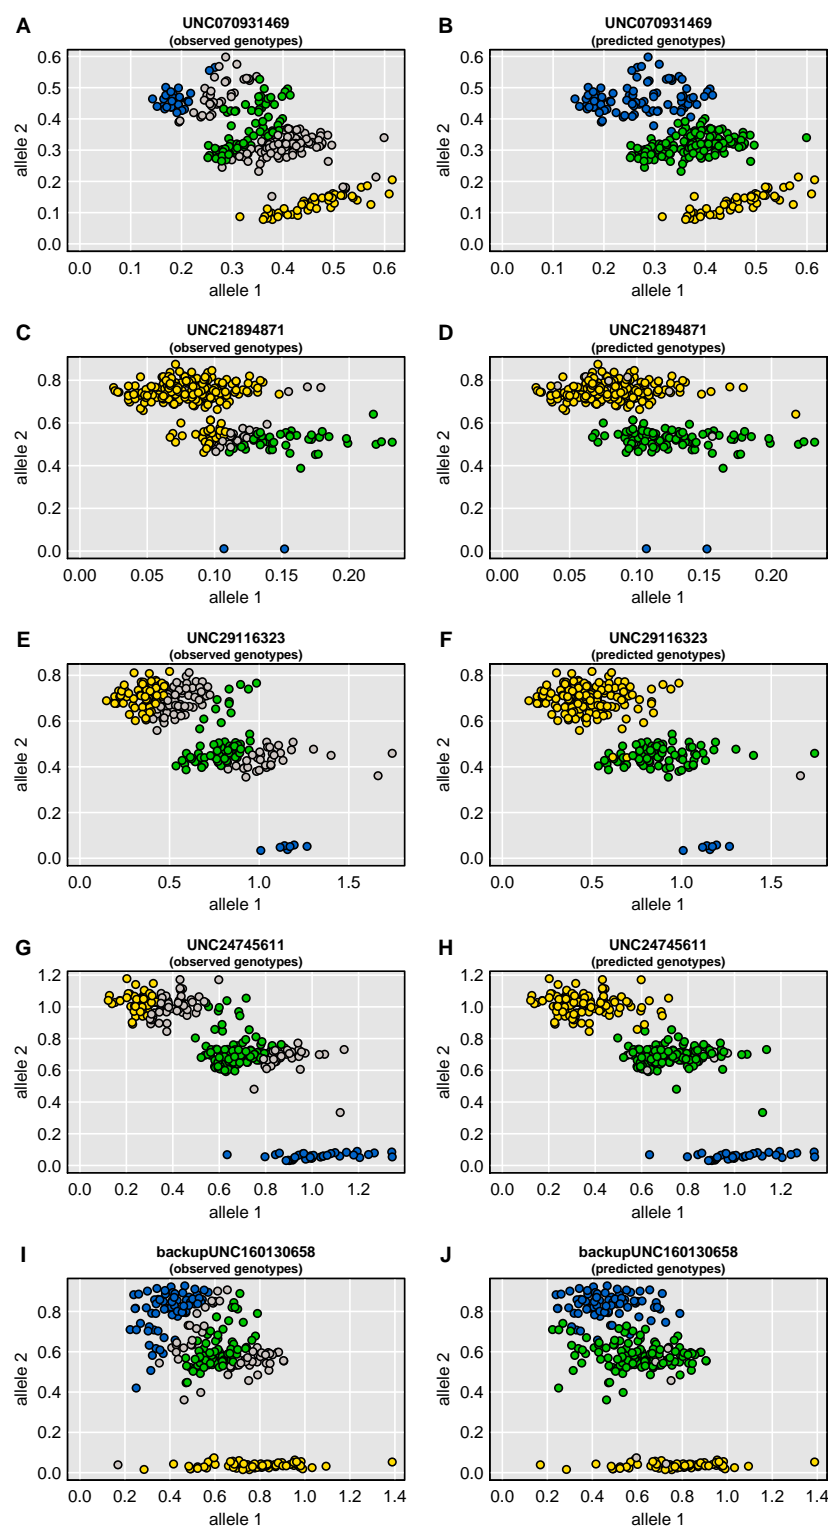 A
UNC070931469
(observed genotypes)
allele 2
0.6
0.5
0.4
0.3
0.2
0.1
0.0
0.0 0.1 0.2 0.3 0.4 0.5 0.6
allele 1
B
UNC070931469
(predicted genotypes)
allele 2
0.6
0.5
0.4
0.3
0.2
0.1
0.0
0.0 0.1 0.2 0.3 0.4 0.5 0.6
allele 1
C
UNC21894871
(observed genotypes)
allele 2
0.8
0.6
0.4
0.2
0.0
0.00 0.05 0.10 0.15 0.20
allele 1
D
UNC21894871
(predicted genotypes)
allele 2
0.8
0.6
0.4
0.2
0.0
0.00 0.05 0.10 0.15 0.20
allele 1
E
UNC29116323
(observed genotypes)
allele 2
0.8
0.6
0.4
0.2
0.0
0.0 0.5 1.0 1.5
allele 1
F
UNC29116323
(predicted genotypes)
allele 2
0.8
0.6
0.4
0.2
0.0
0.0 0.5 1.0 1.5
allele 1
G
UNC24745611
(observed genotypes)
allele 2
1.2
1.0
0.8
0.6
0.4
0.2
0.0
0.0 0.2 0.4 0.6 0.8 1.0 1.2
allele 1
H
UNC24745611
(predicted genotypes)
allele 2
1.2
1.0
0.8
0.6
0.4
0.2
0.0
0.0 0.2 0.4 0.6 0.8 1.0 1.2
allele 1
I
backupUNC160130658
(observed genotypes)
allele 2
0.8
0.6
0.4
0.2
0.0
0.0 0.2 0.4 0.6 0.8 1.0 1.2 1.4
allele 1
J
backupUNC160130658
(predicted genotypes)
allele 2
0.8
0.6
0.4
0.2
0.0
0.0 0.2 0.4 0.6 0.8 1.0 1.2 1.4
allele 1